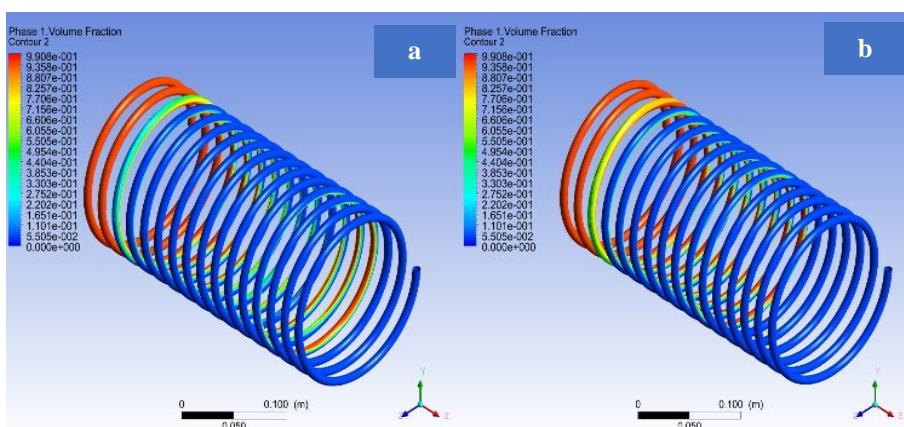 Phase 1.Volume Fraction
Contour 2
9.908e-001
9.358e-001
8.807e-001
8.257e-001
7.706e-001
7.156e-001
6.606e-001
6.055e-001
5.505e-001
4.954e-001
4.404e-001
3.853e-001
3.303e-001
2.752e-001
2.202e-001
1.651e-001
1.101e-001
5.505e-002
0.000e+000
a
0 0.100 (m)
0.050
Y
X
Phase 1.Volume Fraction
Contour 2
9.908e-001
9.358e-001
8.807e-001
8.257e-001
7.706e-001
7.156e-001
6.606e-001
6.055e-001
5.505e-001
4.954e-001
4.404e-001
3.853e-001
3.303e-001
2.752e-001
2.202e-001
1.651e-001
1.101e-001
5.505e-002
0.000e+000
b
0 0.100 (m)
0.050
Y
X